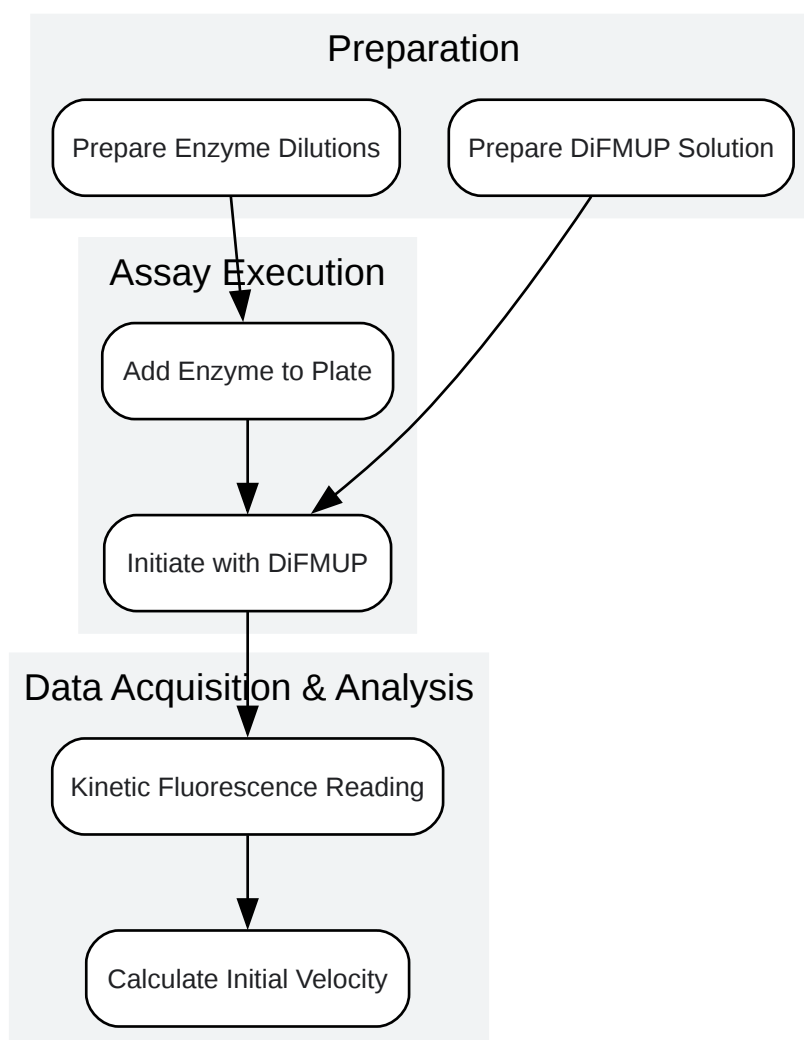 Preparation
Prepare Enzyme Dilutions
Prepare DiFMUP Solution
Assay Execution
Add Enzyme to Plate
Initiate with DiFMUP
Data Acquisition & Analysis
Kinetic Fluorescence Reading
Calculate Initial Velocity